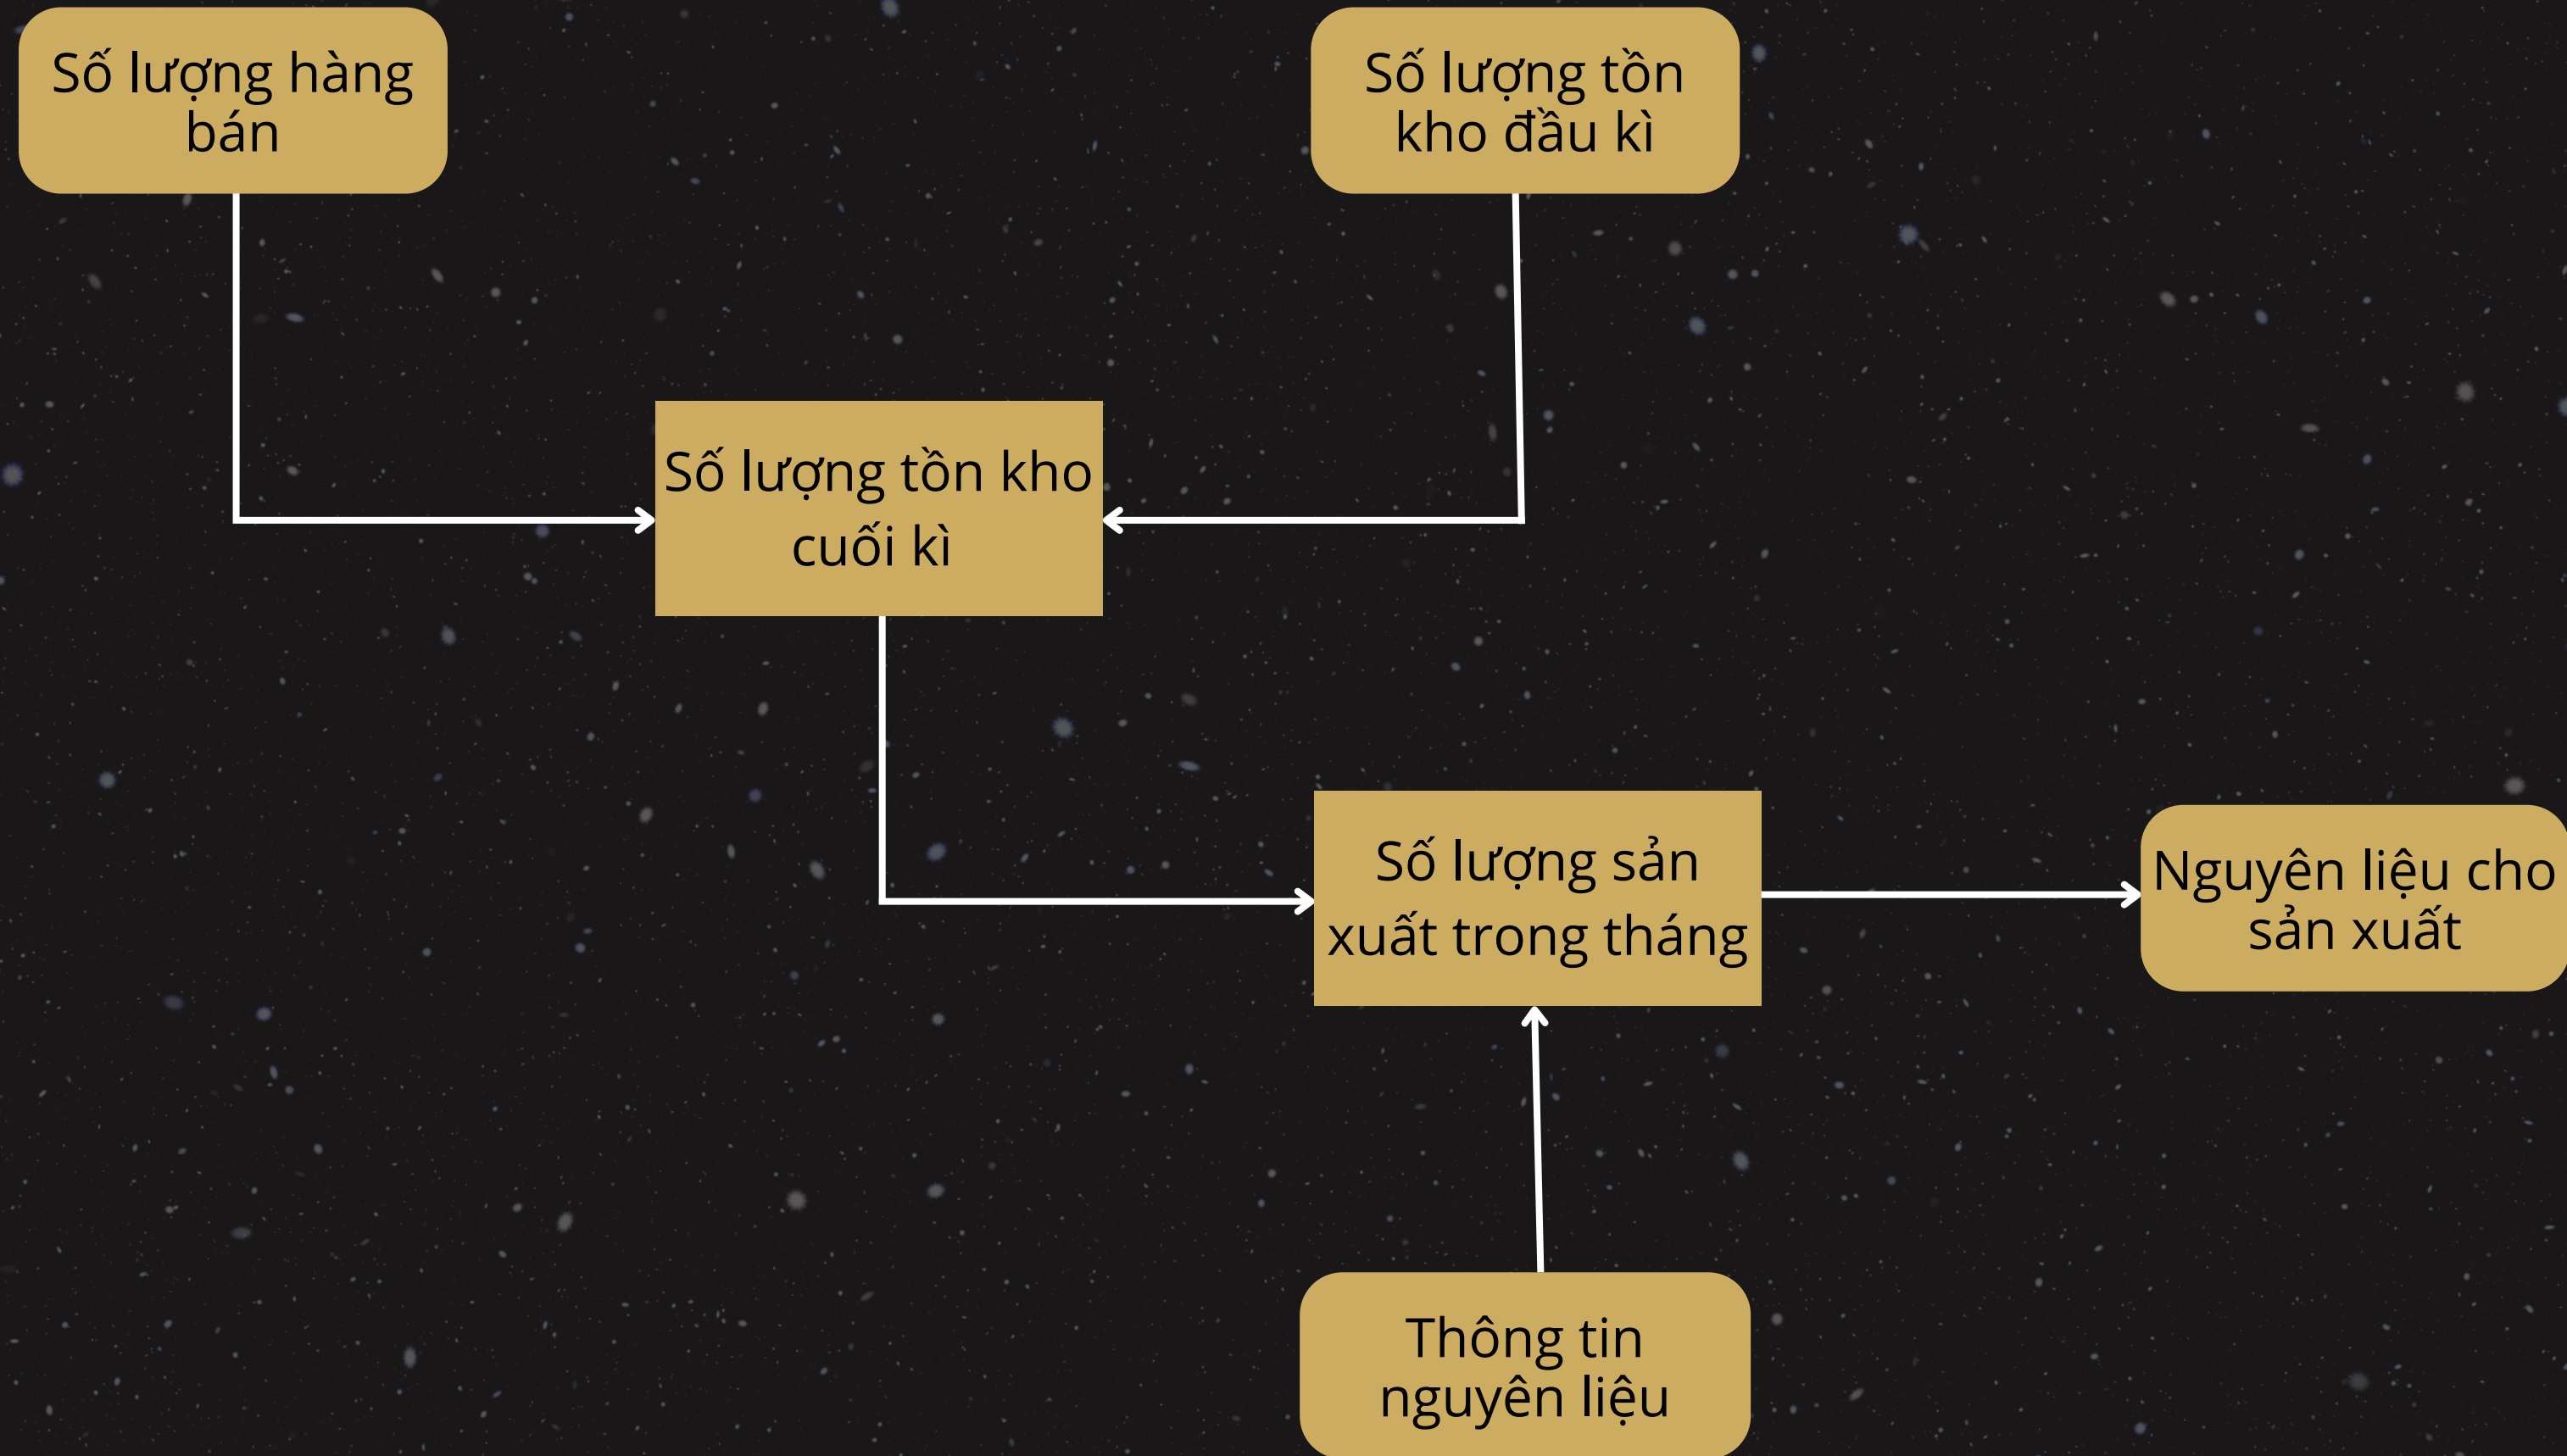 Số lượng hàng
bán
Số lượng tồn
kho đầu kì
Số lượng tồn kho
cuối kì
Số lượng sản
xuất trong tháng
Nguyên liệu cho
sản xuất
Thông tin
nguyên liệu